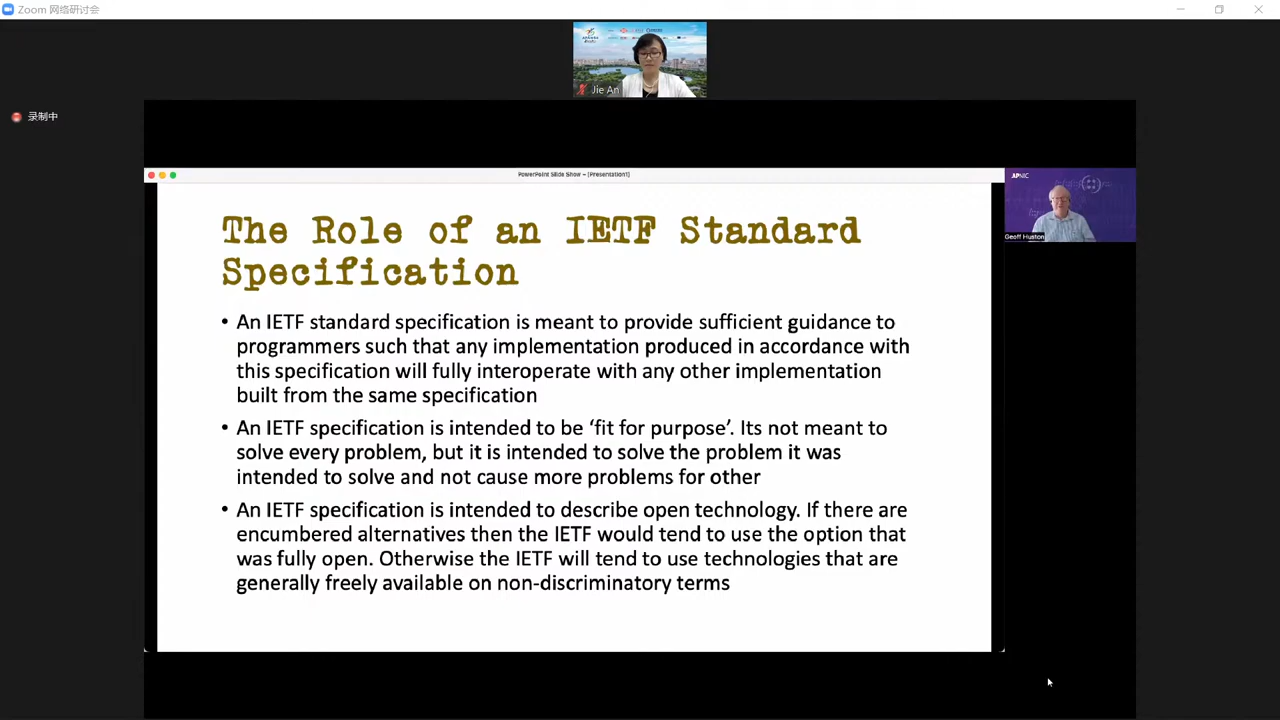 Zoom 网络研讨会
Jie An
录制中
PowerPoint Slide Show - [Presentation1]
APNIC
Geoff Huston
The Role of an IETF Standard
Specification
• An IETF standard specification is meant to provide sufficient guidance to
programmers such that any implementation produced in accordance with
this specification will fully interoperate with any other implementation
built from the same specification
• An IETF specification is intended to be ‘fit for purpose’. Its not meant to
solve every problem, but it is intended to solve the problem it was
intended to solve and not cause more problems for other
• An IETF specification is intended to describe open technology. If there are
encumbered alternatives then the IETF would tend to use the option that
was fully open. Otherwise the IETF will tend to use technologies that are
generally freely available on non-discriminatory terms